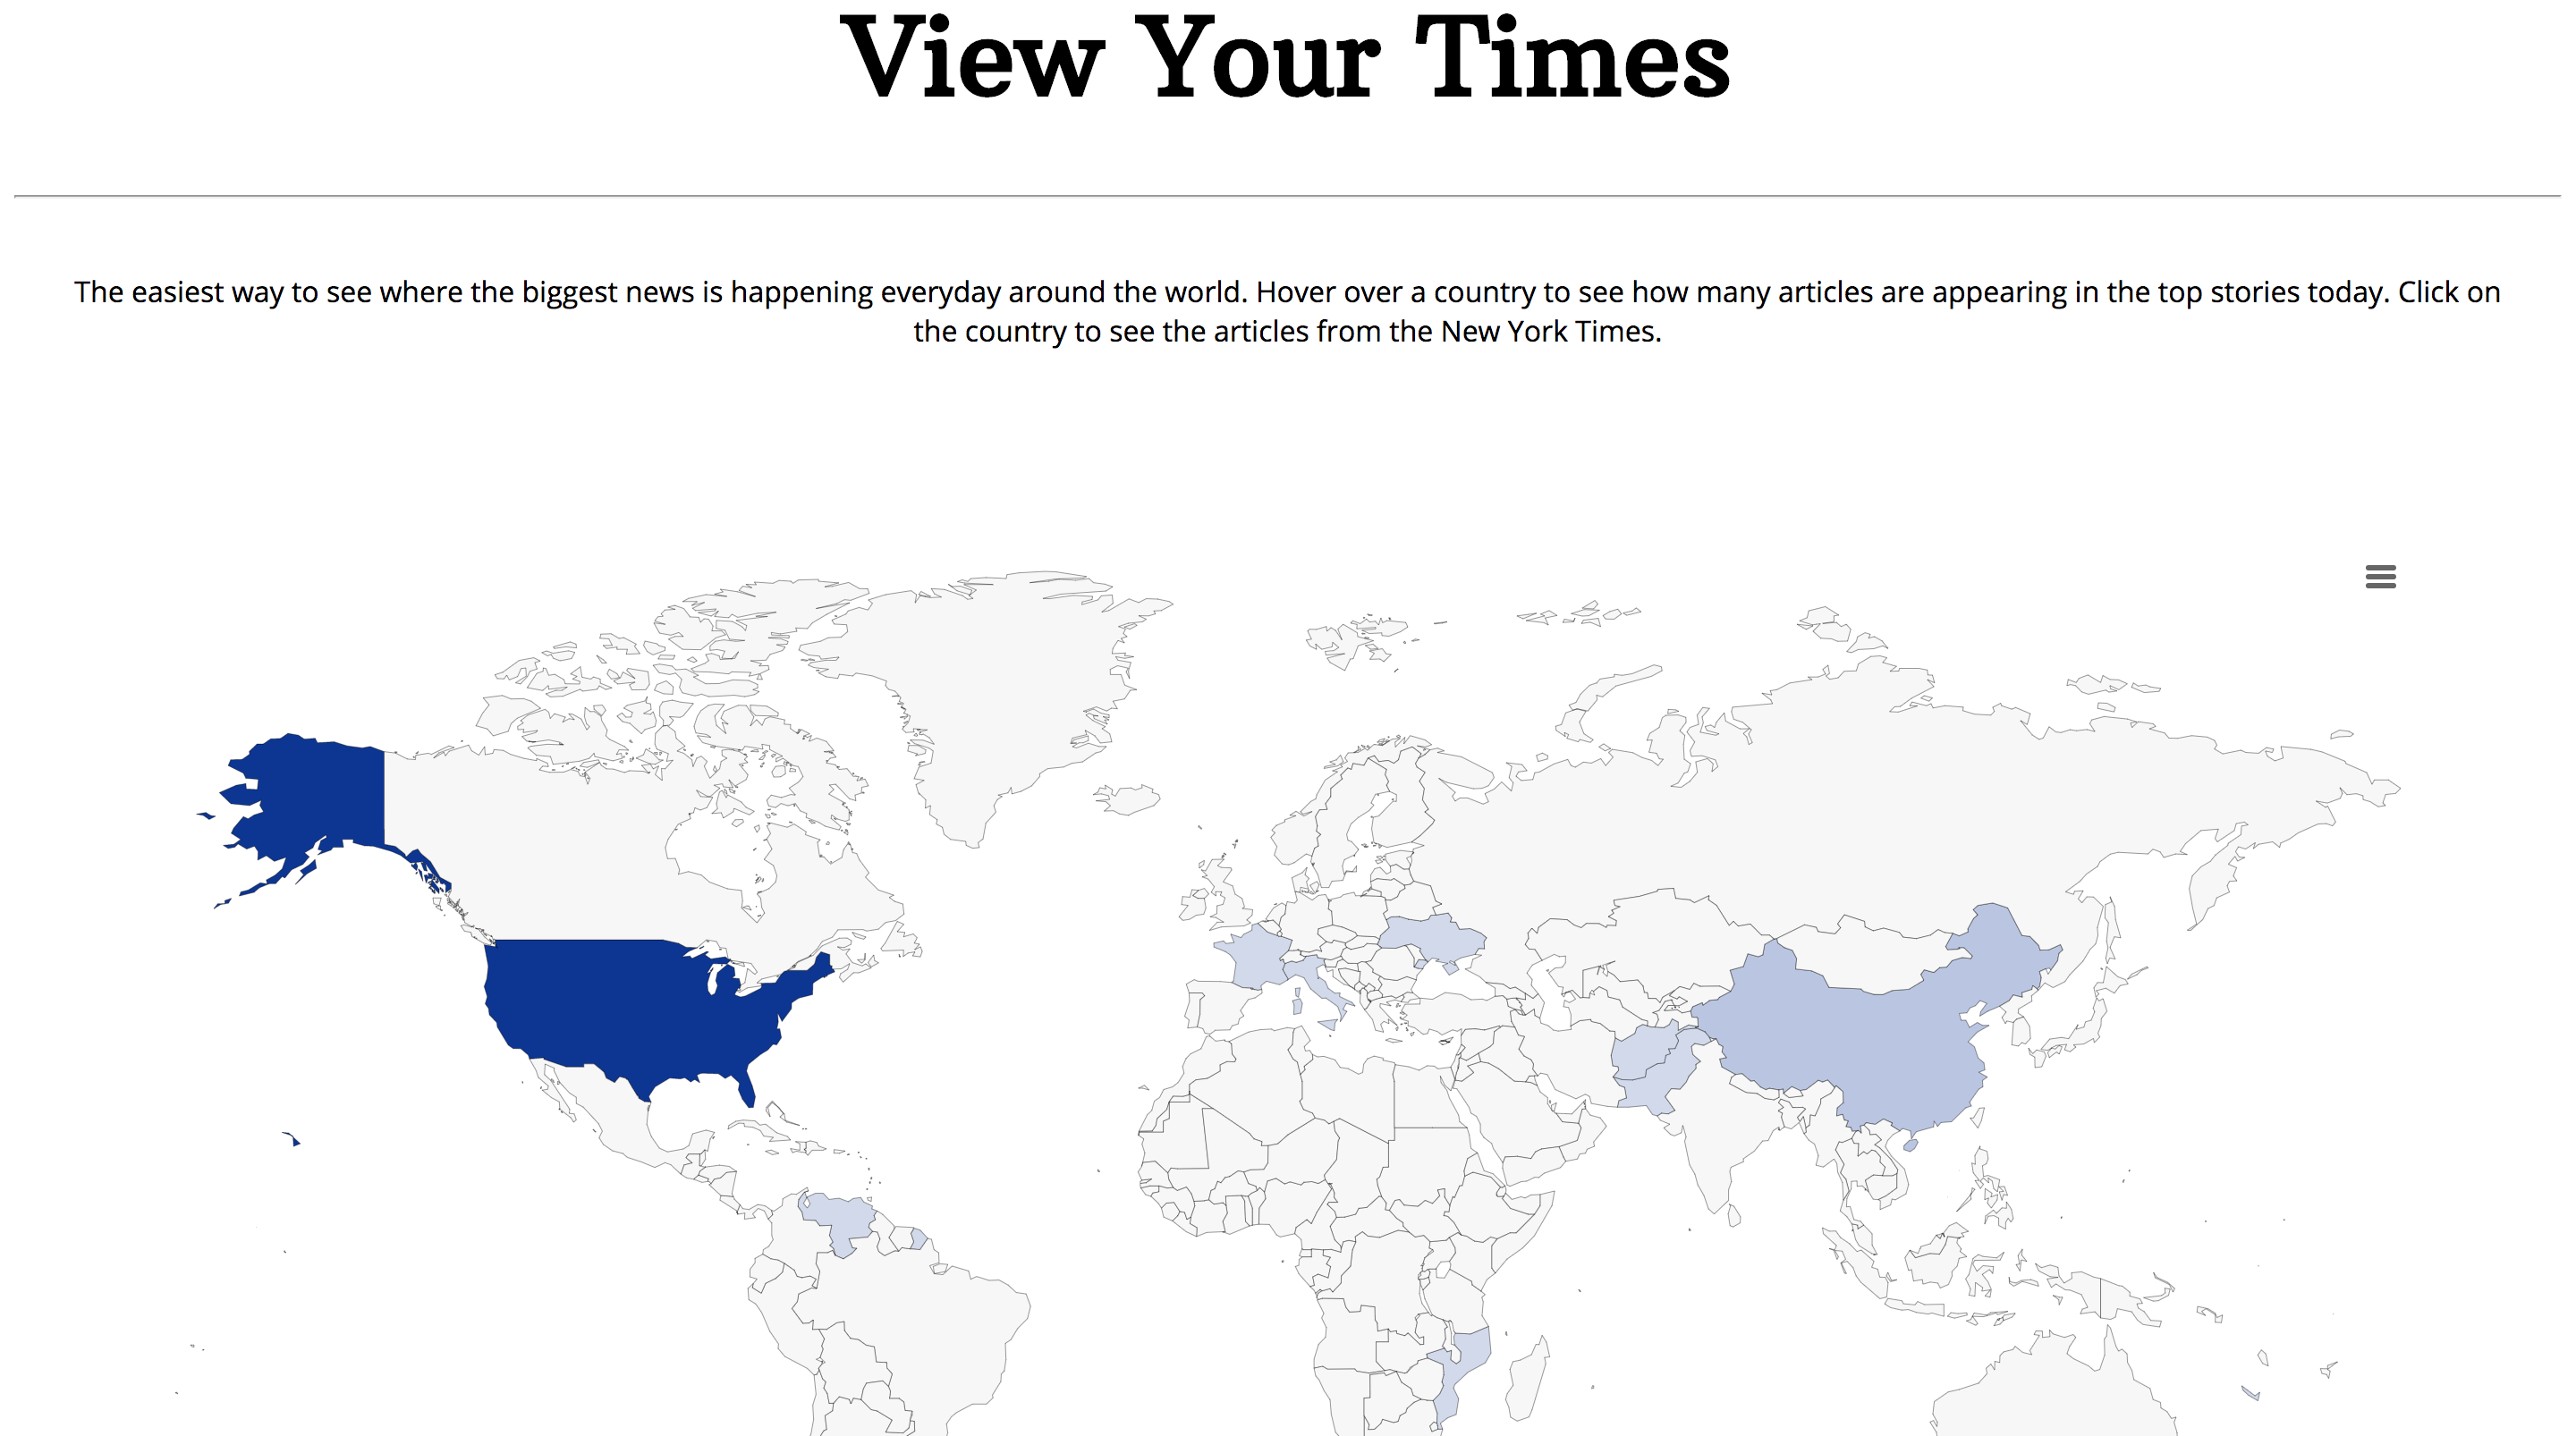 View Your Times
The easiest way to see where the biggest news is happening everyday around the world. Hover over a country to see how many articles are appearing in the top stories today. Click on
the country to see the articles from the New York Times.